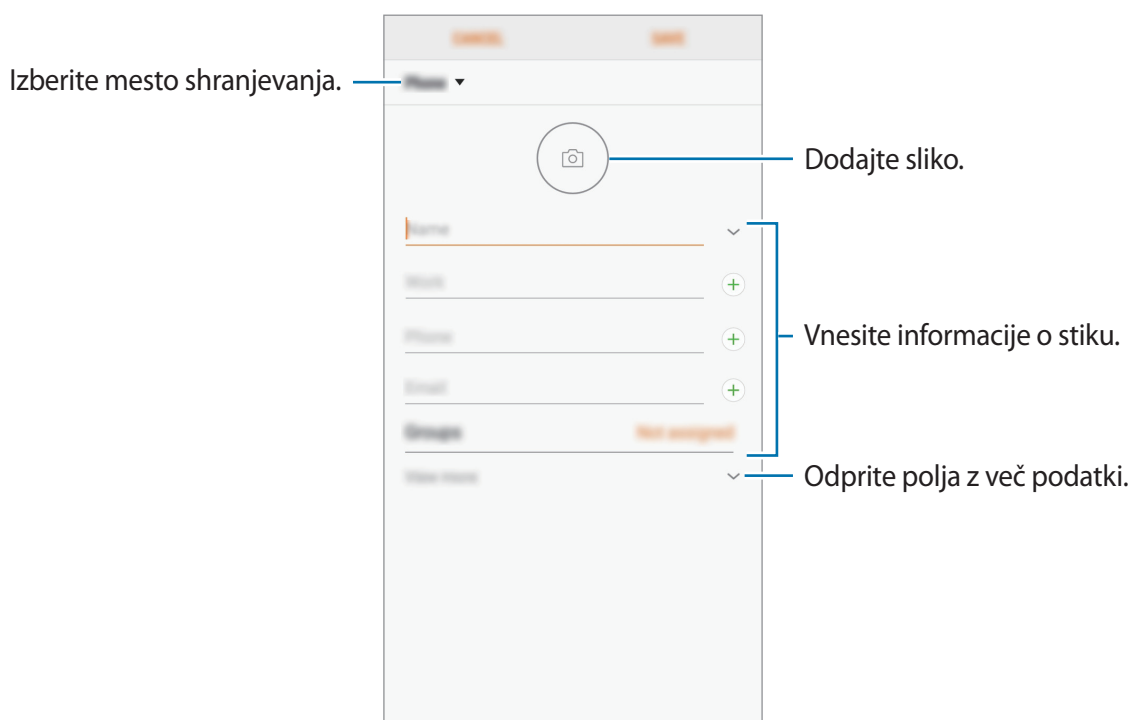 CANCEL SAVE
Izberite mesto shranjevanja.
Phone
Dodajte sliko.
Name
Work
Phone
Vnesite informacije o stiku.
Email
Groups Not assigned
View more
Odprite polja z več podatki.